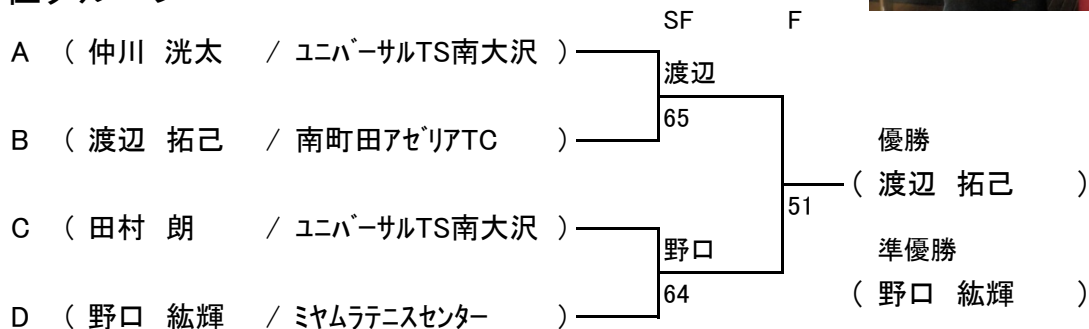 SF F
A ( 仲川 洸太 / ユニバーサルTS南大沢 )
渡辺
65
B ( 渡辺 拓己 / 南町田アゼリアTC )
優勝
( 渡辺 拓己 )
51
C ( 田村 朗 / ユニバーサルTS南大沢 )
野口
準優勝
64
( 野口 紘輝 )
D ( 野口 紘輝 / ミヤムラテニスセンター )